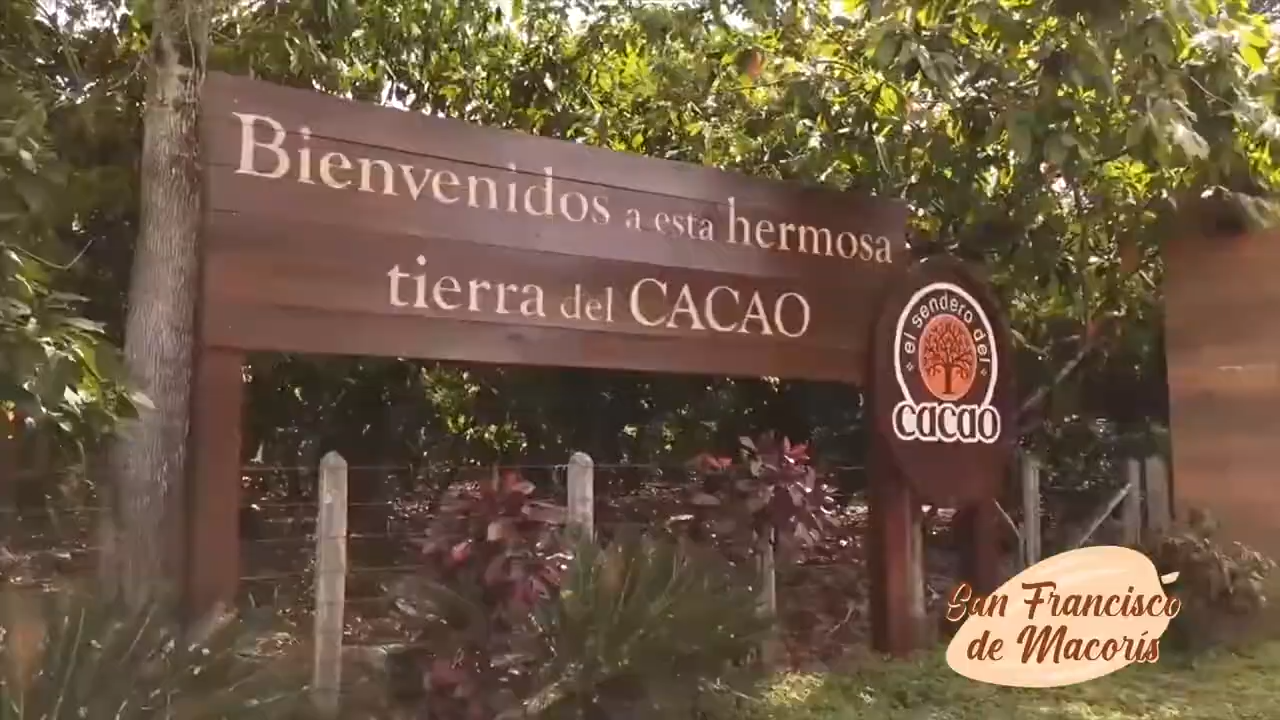 Bienvenidos a esta hermosa
tierra del CACAO
el sendero del
cacao
San Francisco
de Macorís